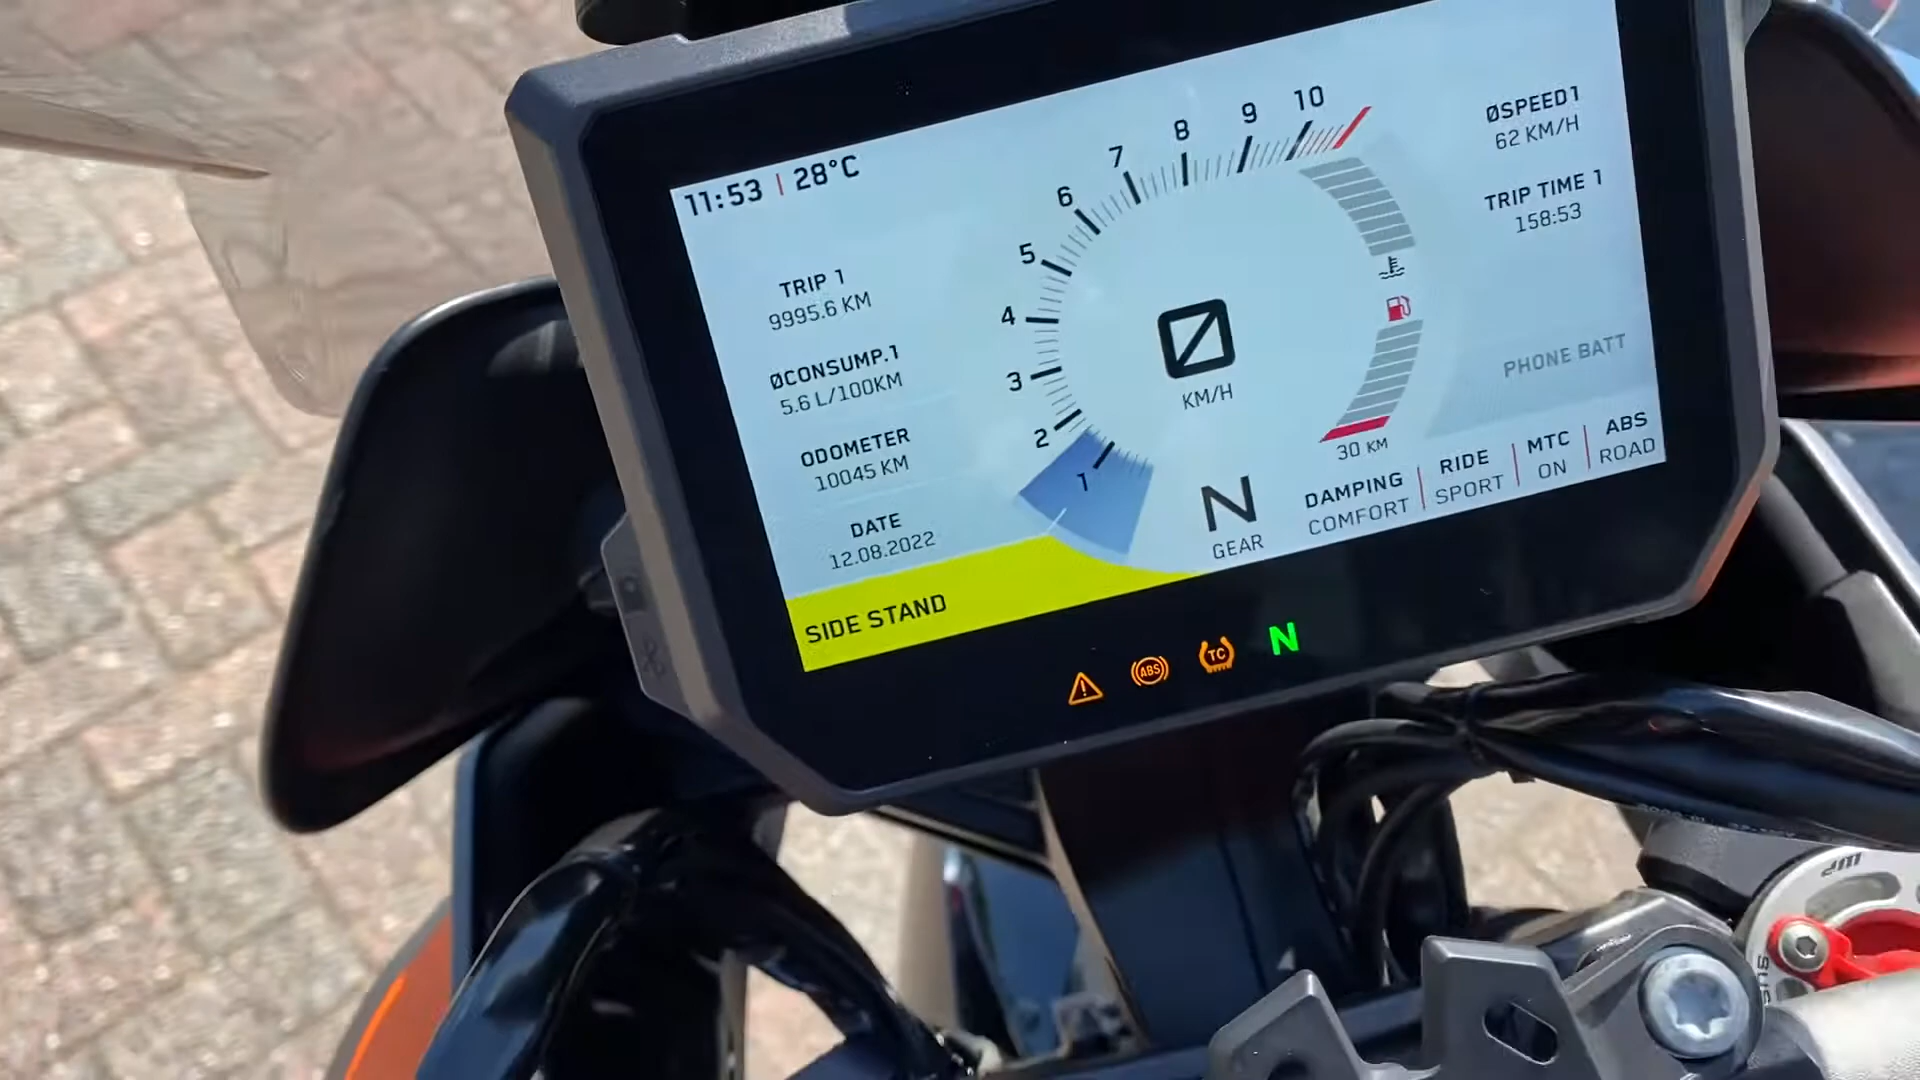 11:53 | 28°C
TRIP 1
9995.6 KM
ØCONSUMP.1
5.6 L/100KM
ODOMETER
10045 KM
DATE
12.08.2022
SIDE STAND
1
2
3
4
5
6
7
8
9
10
0
KM/H
N
GEAR
30 KM
ØSPEED1
62 KM/H
TRIP TIME 1
158:53
PHONE BATT
DAMPING
COMFORT
RIDE
SPORT
MTC
ON
ABS
ROAD
ABS
TC
N
WP